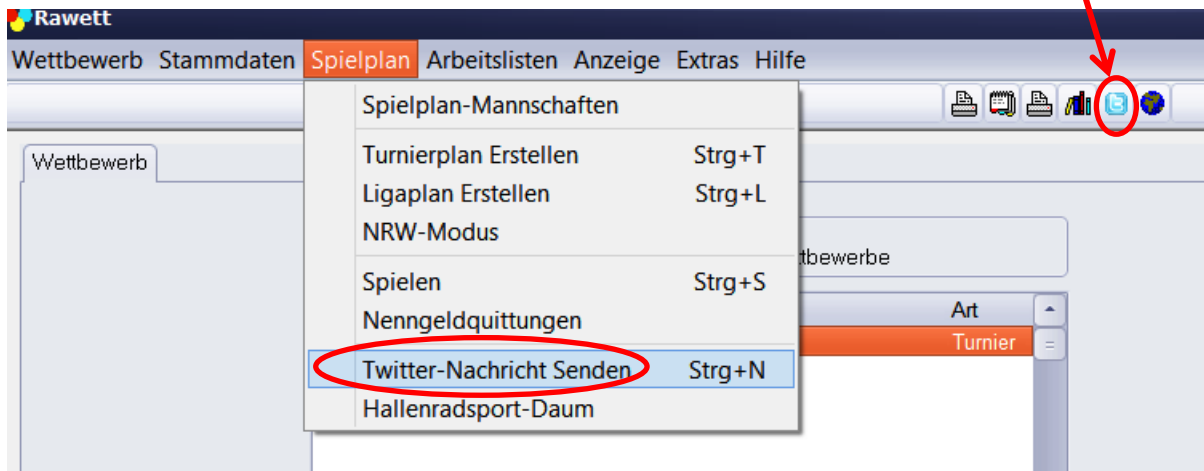 Rawett
Wettbewerb Stammdaten Spielplan Arbeitslisten Anzeige Extras Hilfe
Spielplan-Mannschaften
Wettbewerb
Turnierplan Erstellen Strg+T
Ligaplan Erstellen Strg+L
NRW-Modus
tbewerbe
Spielen Strg+S
Nenngeldquittungen
Art
Turnier
Twitter-Nachricht Senden Strg+N
Hallenradsport-Daum